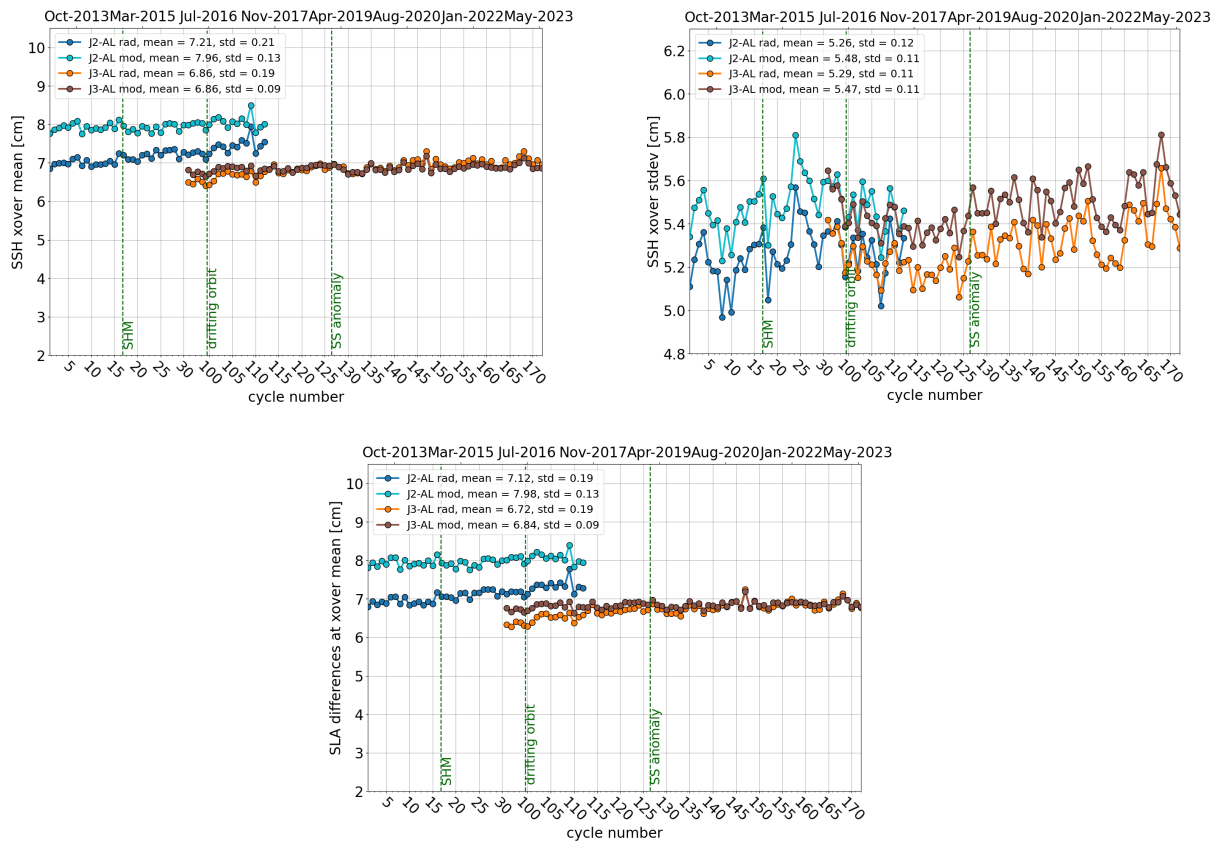 Oct-2013Mar-2015 Jul-2016 Nov-2017Apr-2019Aug-2020Jan-2022May-2023
10
9
8
7
6
5
4
3
2
SSH xover mean [cm]
J2-AL rad, mean = 7.21, std = 0.21
J2-AL mod, mean = 7.96, std = 0.13
J3-AL rad, mean = 6.86, std = 0.19
J3-AL mod, mean = 6.86, std = 0.09
SHM
drifting orbit
SS anomaly
5 10 15 20 25 30 100 105 110 115 120 125 130 135 140 145 150 155 160 165 170
cycle number
Oct-2013Mar-2015 Jul-2016 Nov-2017Apr-2019Aug-2020Jan-2022May-2023
6.2
6.0
5.8
5.6
5.4
5.2
5.0
4.8
SSH xover stdev [cm]
J2-AL rad, mean = 5.26, std = 0.12
J2-AL mod, mean = 5.48, std = 0.11
J3-AL rad, mean = 5.29, std = 0.11
J3-AL mod, mean = 5.47, std = 0.11
SHM
drifting orbit
SS anomaly
5 10 15 20 25 30 100 105 110 115 120 125 130 135 140 145 150 155 160 165 170
cycle number
Oct-2013Mar-2015 Jul-2016 Nov-2017Apr-2019Aug-2020Jan-2022May-2023
10
9
8
7
6
5
4
3
2
SLA differences at xover mean [cm]
J2-AL rad, mean = 7.12, std = 0.19
J2-AL mod, mean = 7.98, std = 0.13
J3-AL rad, mean = 6.72, std = 0.19
J3-AL mod, mean = 6.84, std = 0.09
SHM
drifting orbit
SS anomaly
5 10 15 20 25 100 105 110 115 120 125 130 135 140 145 150 155 160 165 170
cycle number